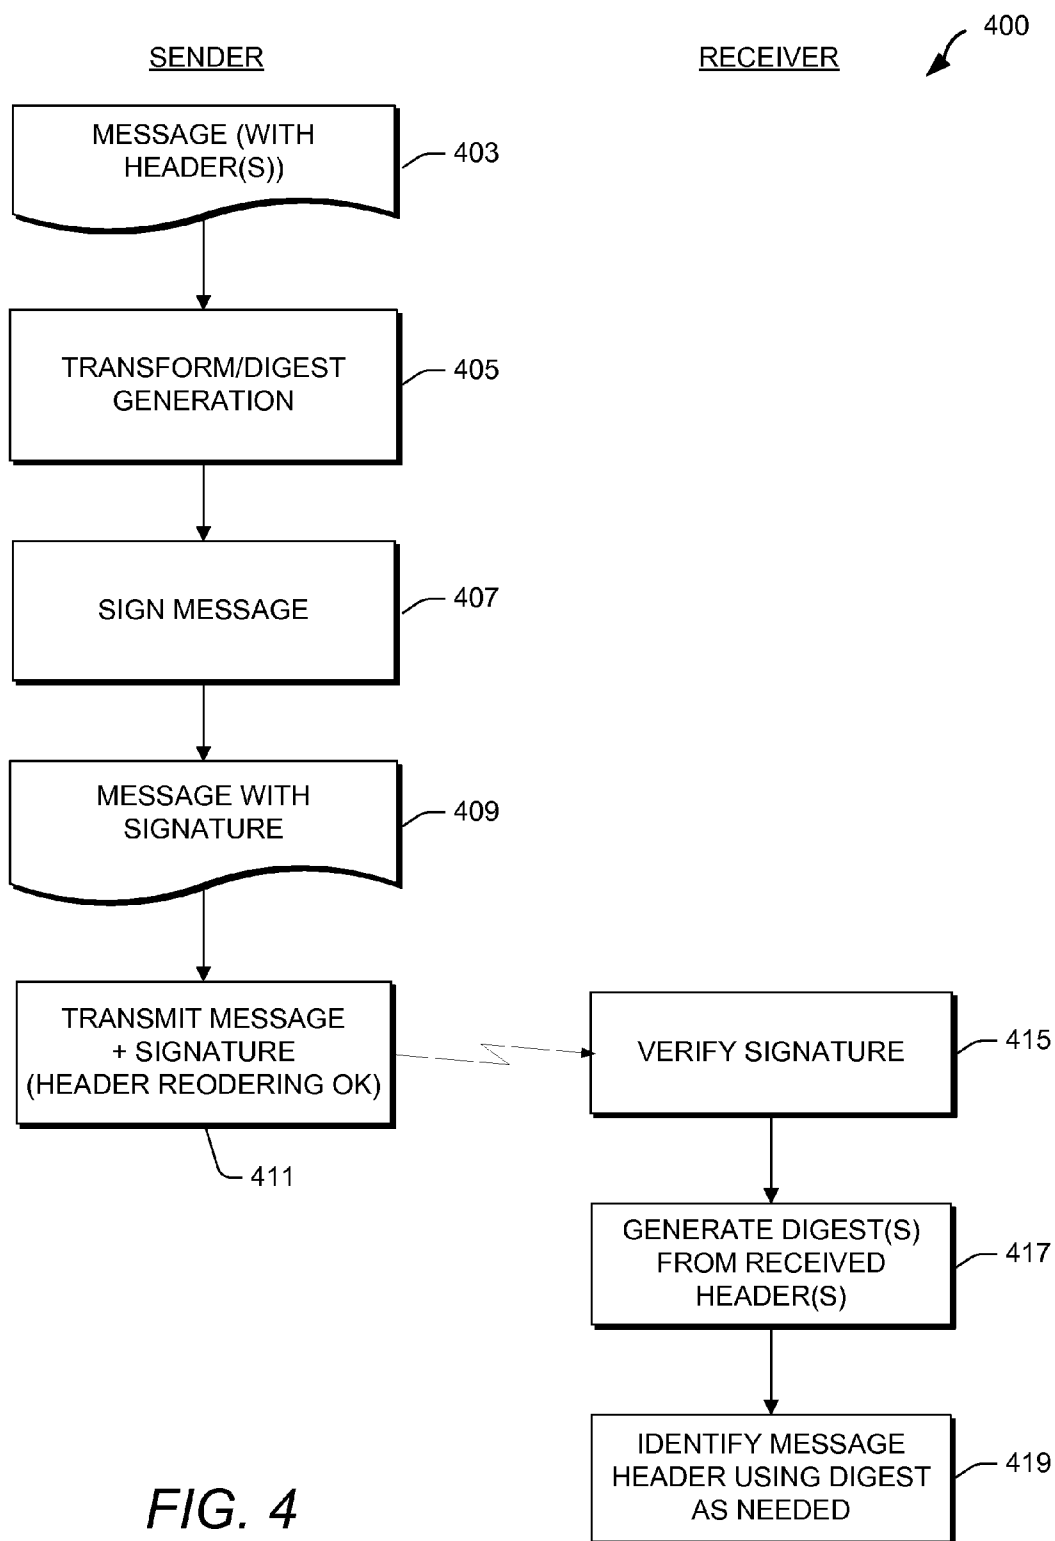 400
SENDER
RECEIVER
MESSAGE (WITH
HEADER(S))
403
TRANSFORM/DIGEST
GENERATION
405
SIGN MESSAGE
407
MESSAGE WITH
SIGNATURE
409
TRANSMIT MESSAGE
+ SIGNATURE
(HEADER REODERING OK)
411
VERIFY SIGNATURE
415
GENERATE DIGEST(S)
FROM RECEIVED
HEADER(S)
417
IDENTIFY MESSAGE
HEADER USING DIGEST
AS NEEDED
419
FIG. 4